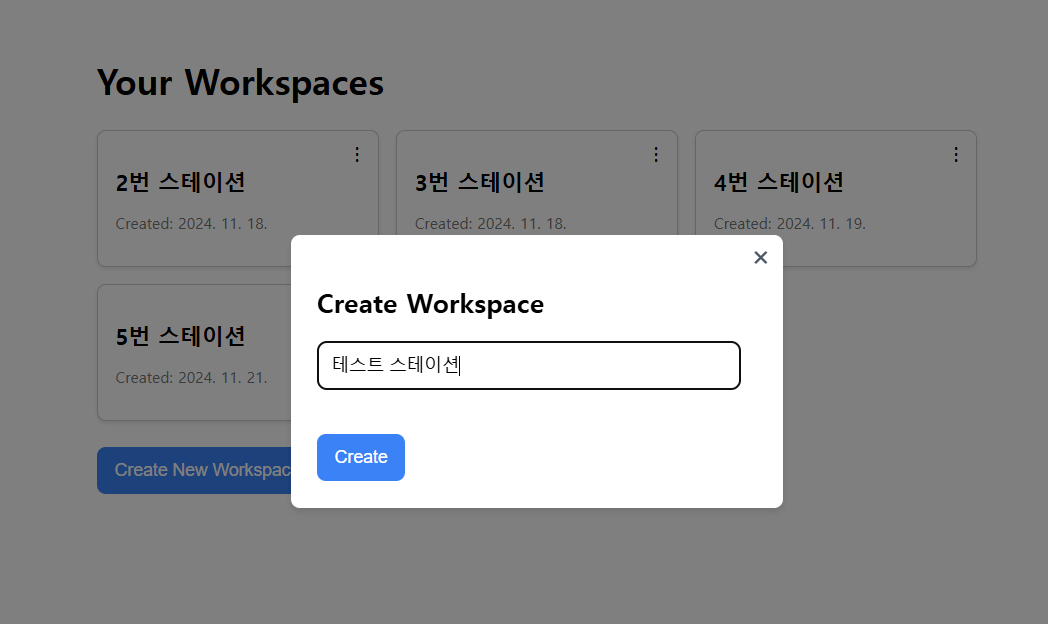 Your Workspaces
2번 스테이션
Created: 2024. 11. 18.
3번 스테이션
Created: 2024. 11. 18.
4번 스테이션
Created: 2024. 11. 19.
5번 스테이션
Created: 2024. 11. 21.
Create New Workspac
Create Workspace
테스트 스테이션
Create